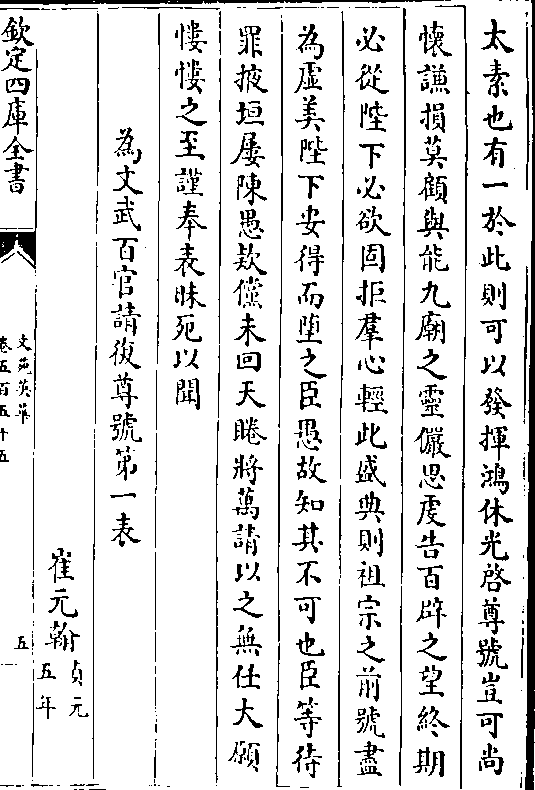 太素也有一於此則可以發揮鴻休光啓尊號豈可尚
懷謙損莫顧與能九廟之靈儼思虔告百辟之望終期
必從陛下必欲固拒羣心輕此盛典則祖宗之前號盡
為虛美陛下安得而墮之臣愚故知其不可也臣等待
罪掖垣屢陳愚欵儻未回天睠將萬請以之無任大願
悽悽之至謹奉表昧死以聞
為文武百官請復尊號第一表
崔元翰貞元五年
欽定四庫全書
文苑英華
卷五百五十五
五